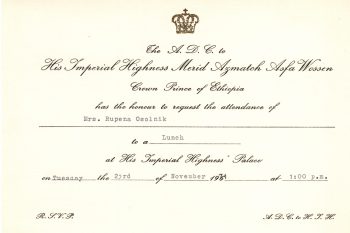 The A.D.C. to
His Imperial Highness Merid Azmatch Asfa Wossen
Crown Prince of Ethiopia
has the honour to request the attendance of
Mrs. Rupena Osolnik
to a Lunch
at His Imperial Highness' Palace
on Tuesday the 23rd of November 19 at 1:00 p.m.
R.S.V.P. A.D.C. to H.I.H.